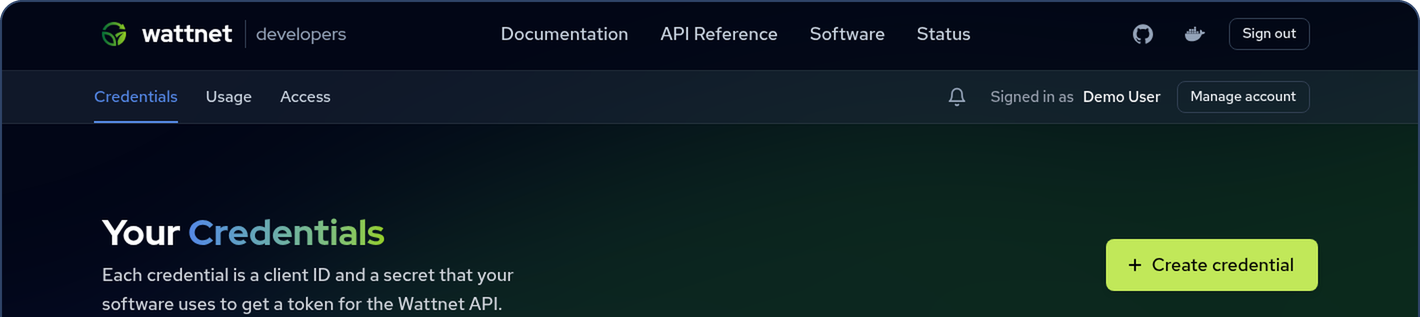 wattnet developers Documentation API Reference Software Status Sign out
Credentials Usage Access Signed in as Demo User Manage account
Your Credentials
Each credential is a client ID and a secret that your
software uses to get a token for the Wattnet API.
+ Create credential